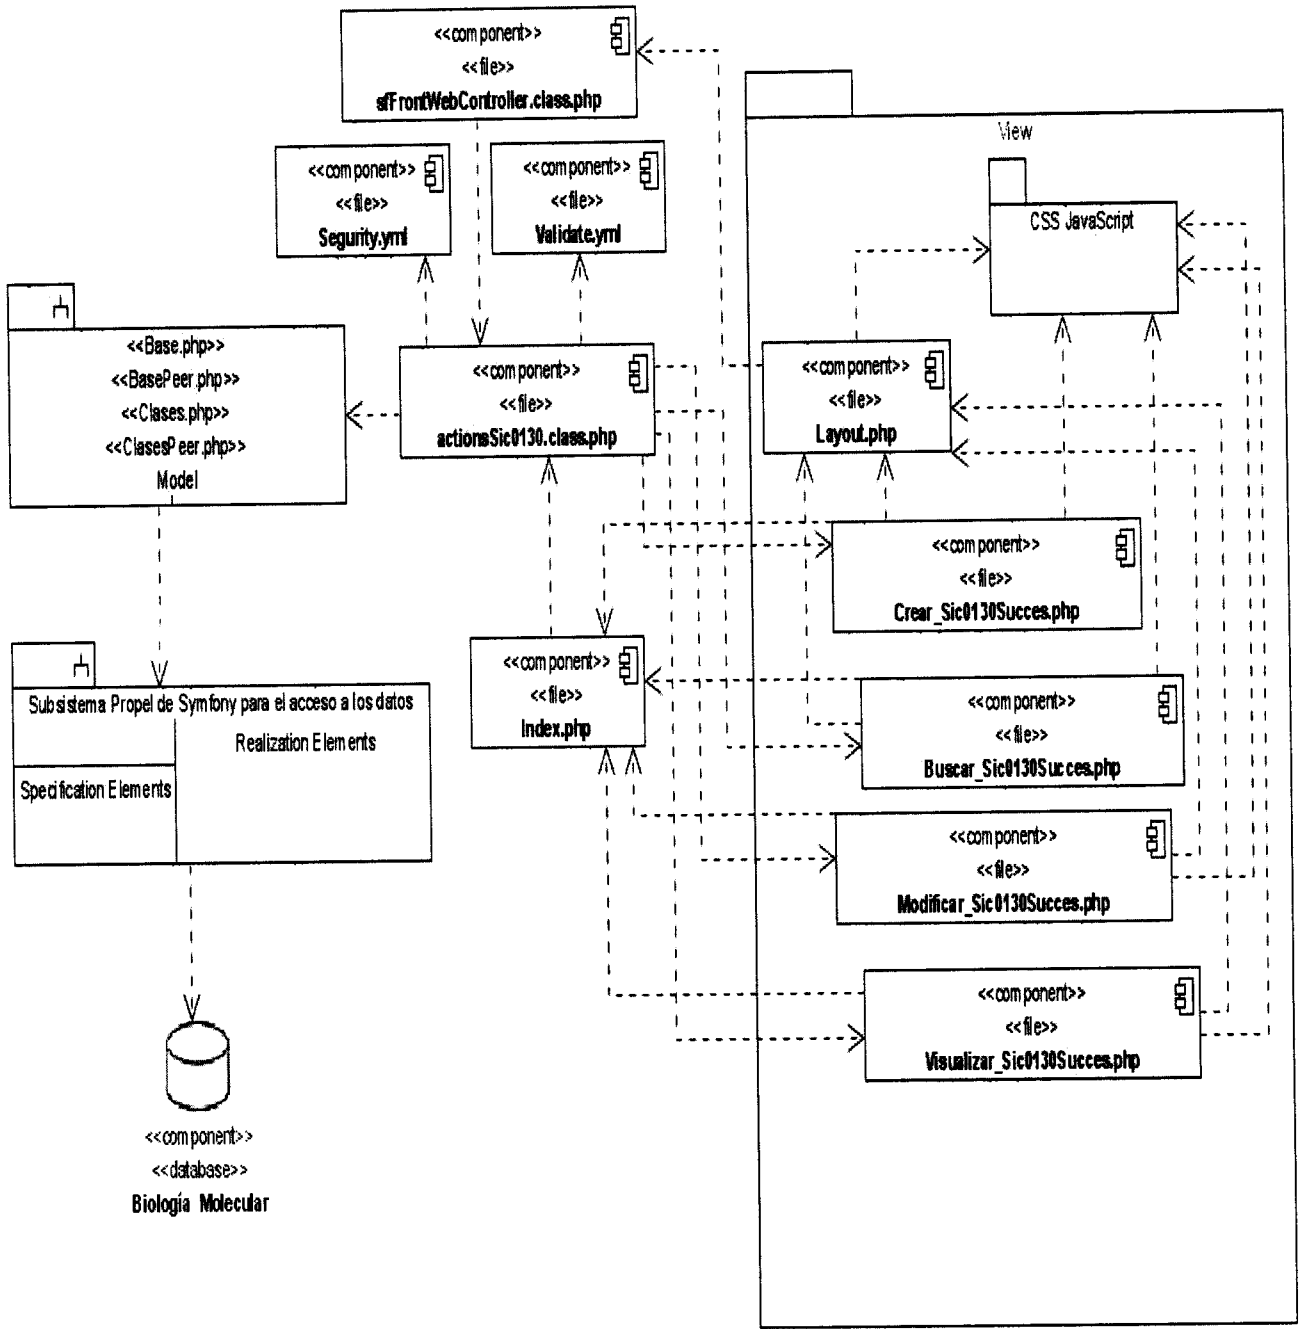 <<component>>
<<file>>
sfFrontWebController.class.php
<<component>>
<<file>>
Segurity.yml
<<component>>
<<file>>
Validate.yml
View
CSS JavaScript
<<Base.php>>
<<BasePeer.php>>
<<Clases.php>>
<<ClasesPeer.php>>
Model
<<component>>
<<file>>
actionsSic0130.class.php
<<component>>
<<file>>
Layout.php
<<component>>
<<file>>
Crear_Sic0130Succes.php
<<component>>
<<file>>
Index.php
<<component>>
<<file>>
Buscar_Sic0130Succes.php
Subsistema Propel de Symfony para el acceso a los datos
Realization Elements
Specification Elements
<<component>>
<<file>>
Modificar_Sic0130Succes.php
<<component>>
<<file>>
Visualizar_Sic0130Succes.php
<<component>>
<<database>>
Biología Molecular